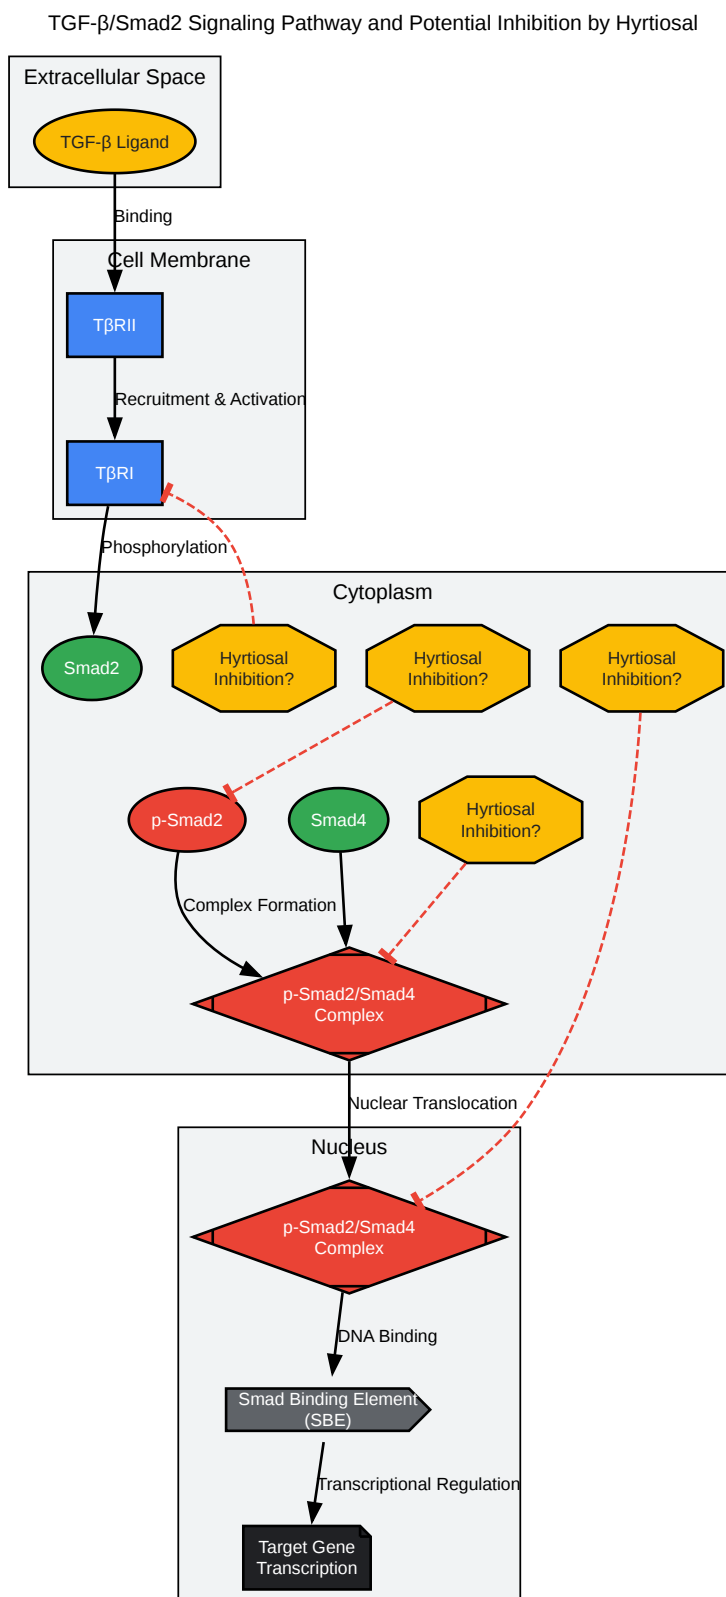 TGF-β/Smad2 Signaling Pathway and Potential Inhibition by Hyrtiosal
Extracellular Space
TGF-β Ligand
Binding
Cell Membrane
TβRII
Recruitment & Activation
TβRI
Phosphorylation
Cytoplasm
Smad2
Hyrtiosal
Inhibition?
Hyrtiosal
Inhibition?
Hyrtiosal
Inhibition?
p-Smad2
Smad4
Hyrtiosal
Inhibition?
Complex Formation
p-Smad2/Smad4
Complex
Nuclear Translocation
Nucleus
p-Smad2/Smad4
Complex
DNA Binding
Smad Binding Element
(SBE)
Transcriptional Regulation
Target Gene
Transcription